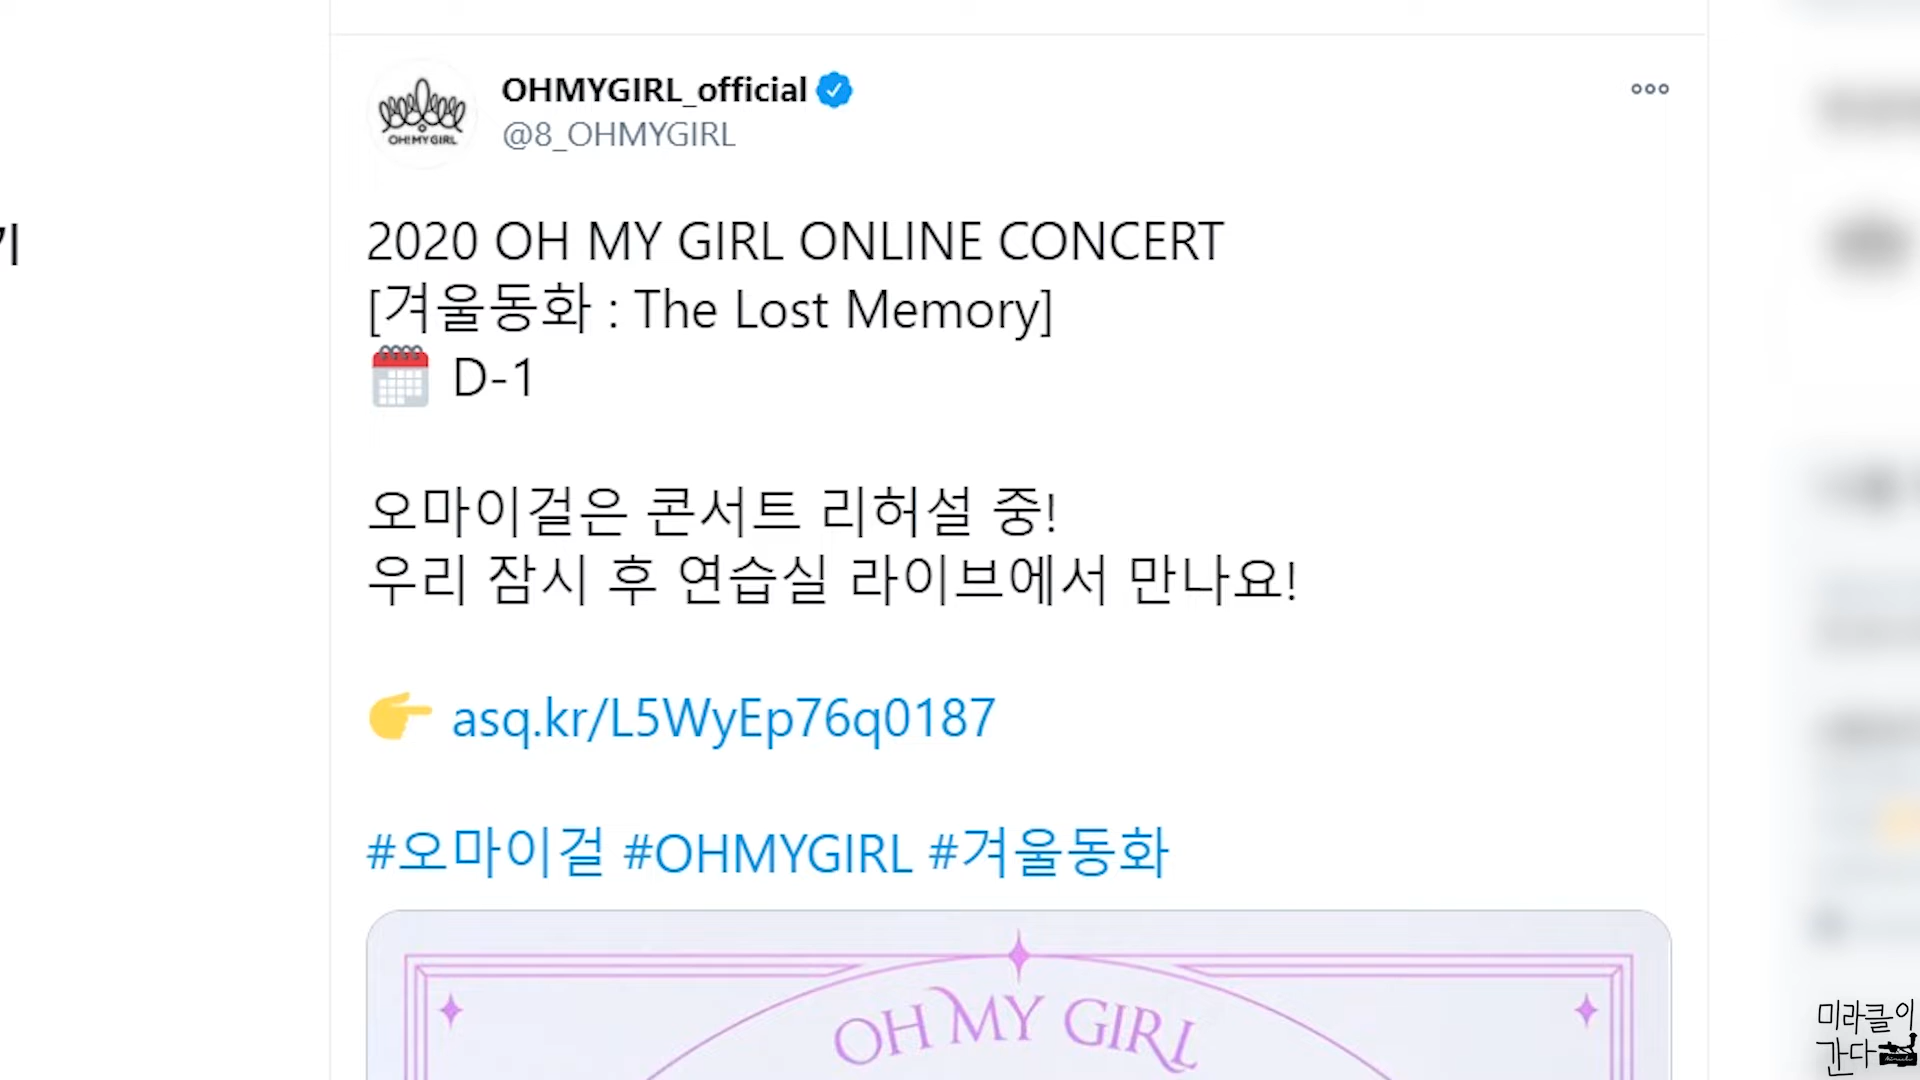 OHMYGIRL_official
@8_OHMYGIRL
2020 OH MY GIRL ONLINE CONCERT
[겨울동화 : The Lost Memory]
D-1
오마이걸은 콘서트 리허설 중!
우리 잠시 후 연습실 라이브에서 만나요!
👉 asq.kr/L5WyEp76q0187
#오마이걸 #OHMYGIRL #겨울동화
OH MY GIRL
OH!MYGIRL
미라클이
간다